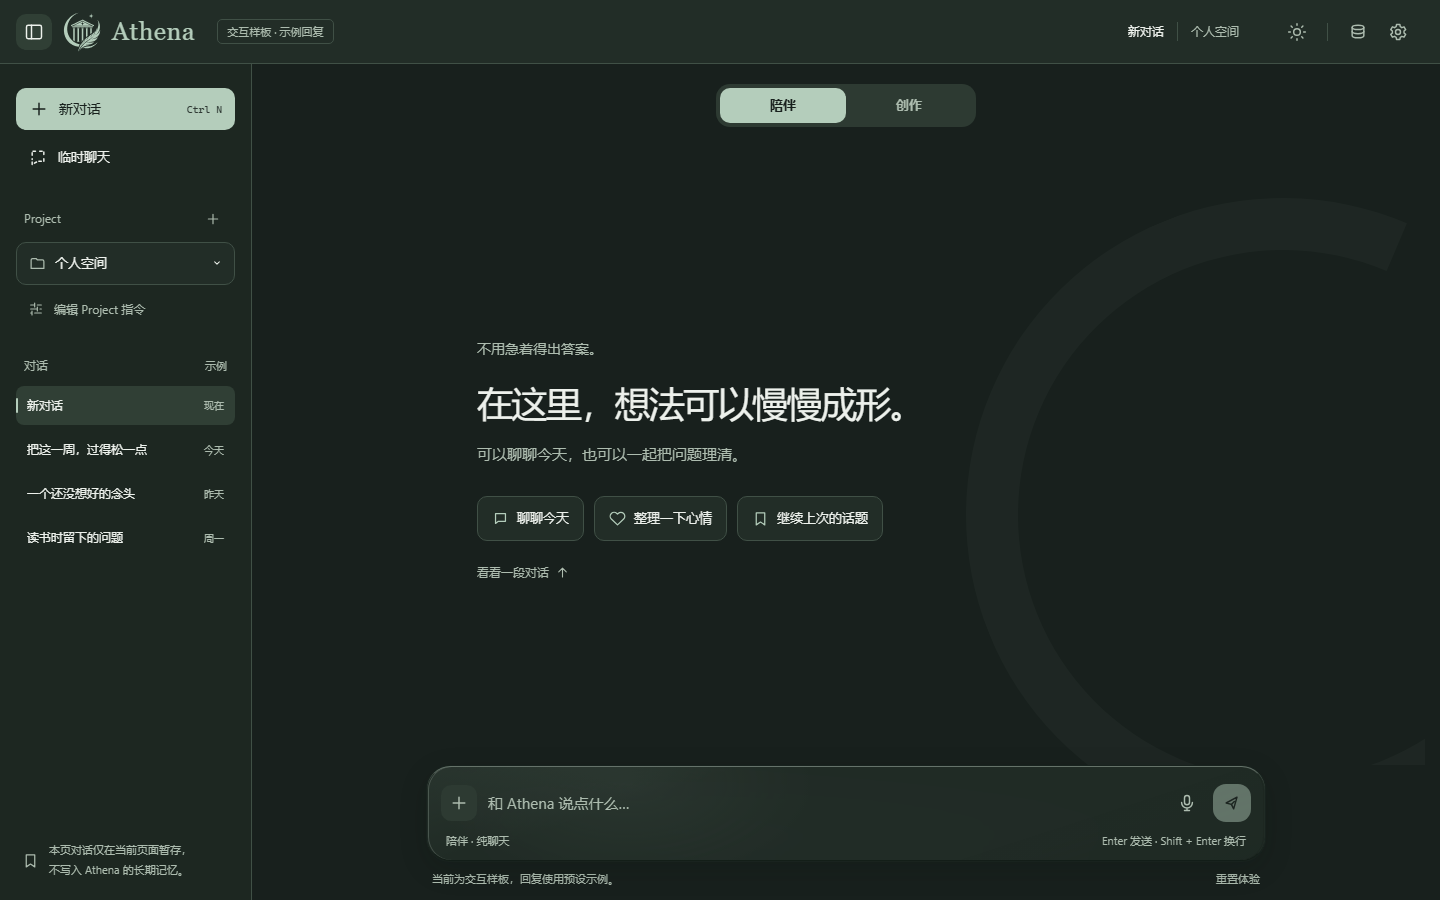 Athena
交互样板 · 示例回复
新对话
个人空间
新对话
Ctrl N
临时聊天
Project
个人空间
编辑 Project 指令
对话
示例
新对话
现在
把这一周，过得松一点
今天
一个还没想好的念头
昨天
读书时留下的问题
周一
本页对话仅在当前页面暂存，
不写入 Athena 的长期记忆。
陪伴
创作
不用急着得出答案。
在这里，想法可以慢慢成形。
可以聊聊今天，也可以一起把问题理清。
聊聊今天
整理一下心情
继续上次的话题
看看一段对话
和 Athena 说点什么...
陪伴 · 纯聊天
Enter 发送 · Shift + Enter 换行
当前为交互样板，回复使用预设示例。
重置体验